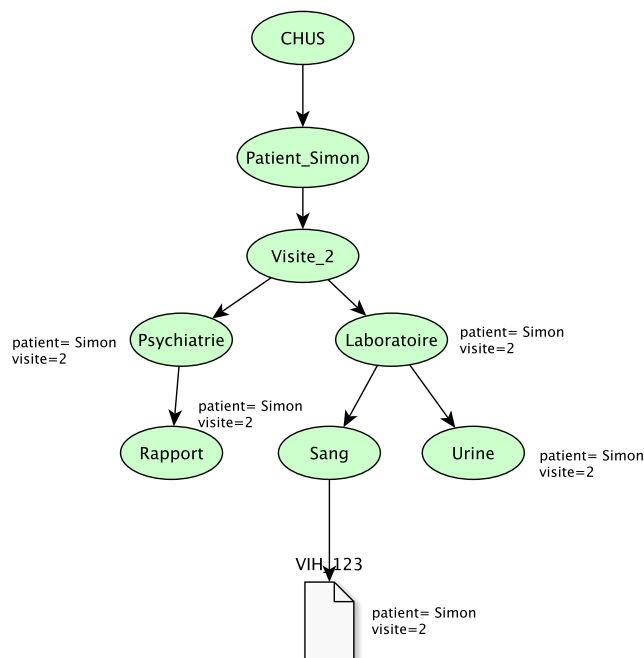 CHUS
Patient_Simon
Visite_2
Psychiatrie
patient= Simon
visite=2
Laboratoire
patient= Simon
visite=2
Rapport
patient= Simon
visite=2
Sang
Urine
patient= Simon
visite=2
VIH_123
patient= Simon
visite=2